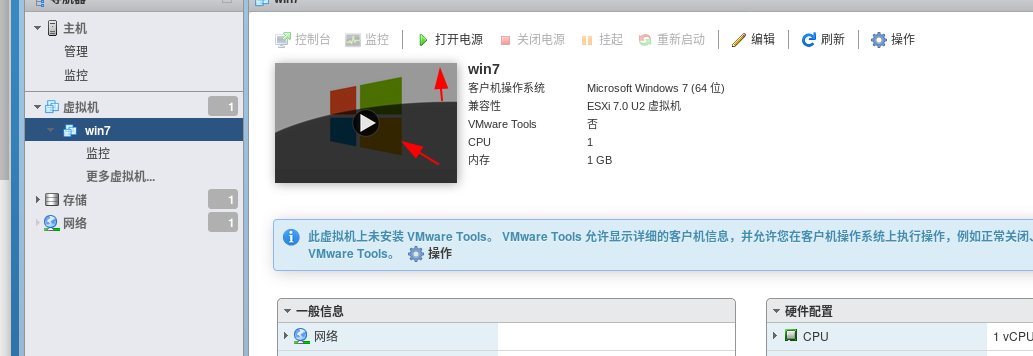 导航器
win7
主机
管理
监控
虚拟机 1
win7
监控
更多虚拟机...
存储 1
网络 1
控制台 监控 打开电源 关闭电源 挂起 重新启动 编辑 刷新 操作
win7
客户机操作系统 Microsoft Windows 7 (64 位)
兼容性 ESXi 7.0 U2 虚拟机
VMware Tools 否
CPU 1
内存 1 GB
此虚拟机上未安装 VMware Tools。 VMware Tools 允许显示详细的客户机信息，并允许您在客户机操作系统上执行操作，例如正常关闭、
VMware Tools。 操作
一般信息
网络
硬件配置
CPU 1 vCPU